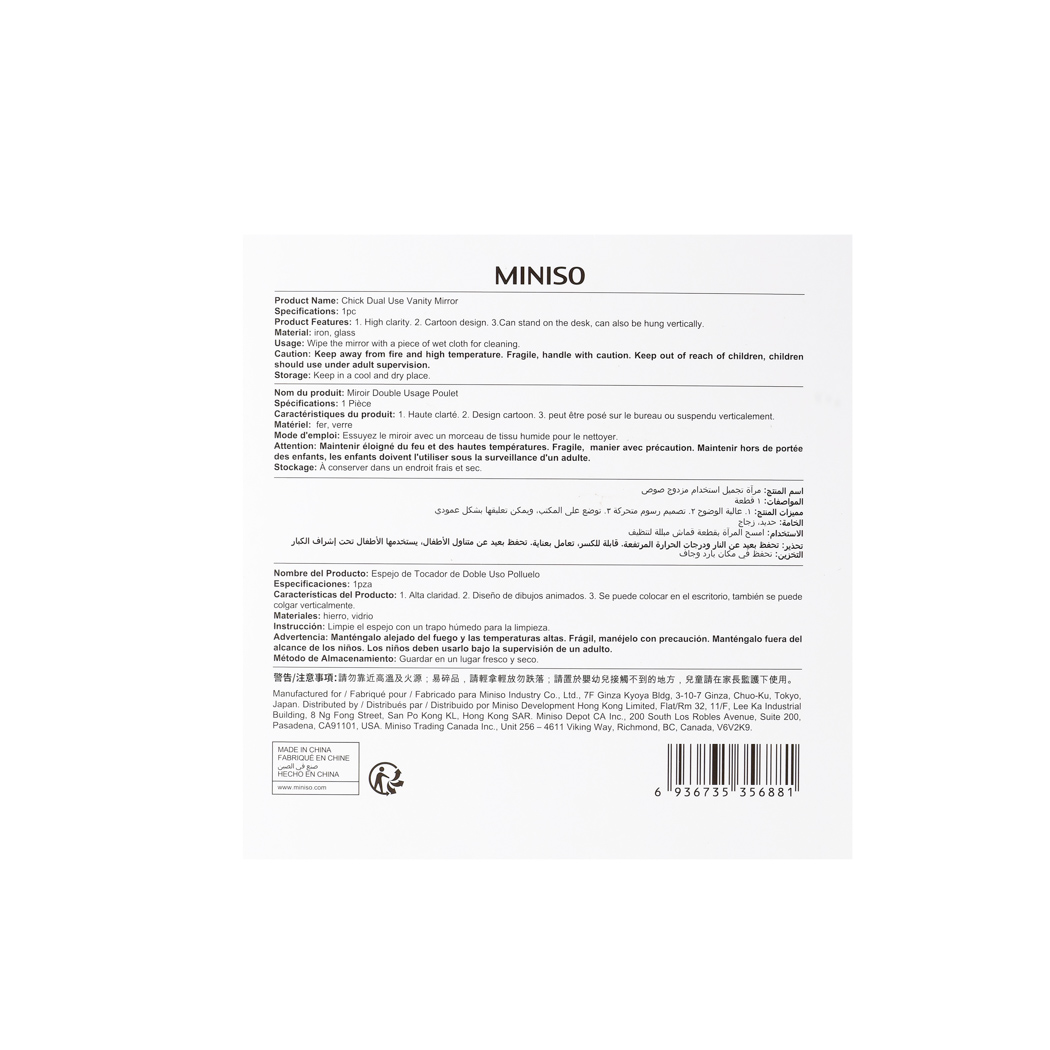 MINISO
Product Name: Chick Dual Use Vanity Mirror
Specifications: 1pc
Product Features: 1. High clarity. 2. Cartoon design. 3.Can stand on the desk, can also be hung vertically.
Material: iron, glass
Usage: Wipe the mirror with a piece of wet cloth for cleaning.
Caution: Keep away from fire and high temperature. Fragile, handle with caution. Keep out of reach of children, children
should use under adult supervision.
Storage: Keep in a cool and dry place.
Nom du produit: Miroir Double Usage Poulet
Spécifications: 1 Pièce
Caractéristiques du produit: 1. Haute clarté. 2. Design cartoon. 3. peut être posé sur le bureau ou suspendu verticalement.
Matériel: fer, verre
Mode d'emploi: Essuyez le miroir avec un morceau de tissu humide pour le nettoyer.
Attention: Maintenir éloigné du feu et des hautes températures. Fragile, manier avec précaution. Maintenir hors de portée
des enfants, les enfants doivent l'utiliser sous la surveillance d'un adulte.
Stockage: À conserver dans un endroit frais et sec.
اسم المنتج: مرآة تجميل استخدام مزدوج صوص
المواصفات: ١ قطعة
مميزات المنتج: ١. عالية الوضوح ٢. تصميم رسوم متحركة ٣. توضع على المكتب، ويمكن تعليقها بشكل عمودي
الخامة: حديد، زجاج
الاستخدام: امسح المرآة بقطعة قماش مبللة لتنظيف
تحذير: تحفظ بعيد عن النار ودرجات الحرارة المرتفعة. قابلة للكسر، تعامل بعناية. تحفظ بعيد عن متناول الأطفال، يستخدمها الأطفال تحت إشراف الكبار
التخزين: تحفظ في مكان بارد وجاف
Nombre del Producto: Espejo de Tocador de Doble Uso Polluelo
Especificaciones: 1pza
Características del Producto: 1. Alta claridad. 2. Diseño de dibujos animados. 3. Se puede colocar en el escritorio, también se puede
colgar verticalmente.
Materiales: hierro, vidrio
Instrucción: Limpie el espejo con un trapo húmedo para la limpieza.
Advertencia: Manténgalo alejado del fuego y las temperaturas altas. Frágil, manéjelo con precaución. Manténgalo fuera del
alcance de los niños. Los niños deben usarlo bajo la supervisión de un adulto.
Método de Almacenamiento: Guardar en un lugar fresco y seco.
警告/注意事項:請勿靠近高溫及火源；易碎品，請輕拿輕放勿跌落；請置於嬰幼兒接觸不到的地方，兒童請在家長監護下使用。
Manufactured for / Fabriqué pour / Fabricado para Miniso Industry Co., Ltd., 7F Ginza Kyoya Bldg, 3-10-7 Ginza, Chuo-Ku, Tokyo,
Japan. Distributed by / Distribués par / Distribuido por Miniso Development Hong Kong Limited, Flat/Rm 32, 11/F, Lee Ka Industrial
Building, 8 Ng Fong Street, San Po Kong KL, Hong Kong SAR. Miniso Depot CA Inc., 200 South Los Robles Avenue, Suite 200,
Pasadena, CA91101, USA. Miniso Trading Canada Inc., Unit 256 – 4611 Viking Way, Richmond, BC, Canada, V6V2K9.
MADE IN CHINA
FABRIQUÉ EN CHINE
صنع في الصين
HECHO EN CHINA
www.miniso.com
6 936735 356881